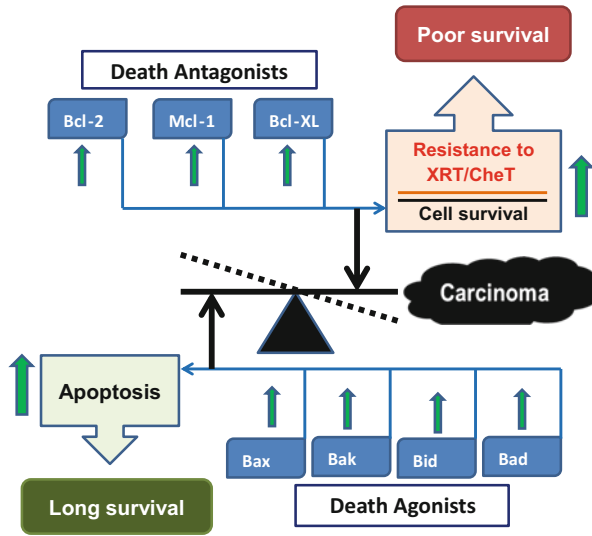 Poor survival
Death Antagonists
Bcl-2
Mcl-1
Bcl-XL
Resistance to
XRT/CheT
Cell survival
Carcinoma
Apoptosis
Bax
Bak
Bid
Bad
Long survival
Death Agonists